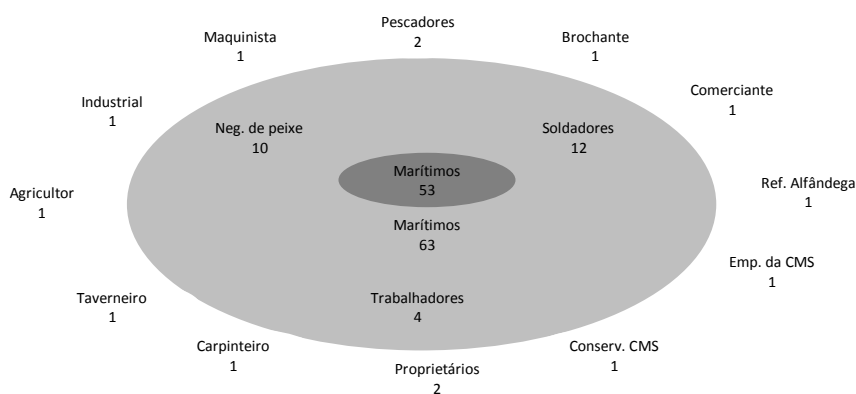 Pescadores
2
Maquinista
1
Brochante
1
Comerciante
1
Industrial
1
Neg. de peixe
10
Soldadores
12
Marítimos
53
Agricultor
1
Ref. Alfândega
1
Marítimos
63
Emp. da CMS
1
Taverneiro
1
Trabalhadores
4
Carpinteiro
1
Conserv. CMS
1
Proprietários
2